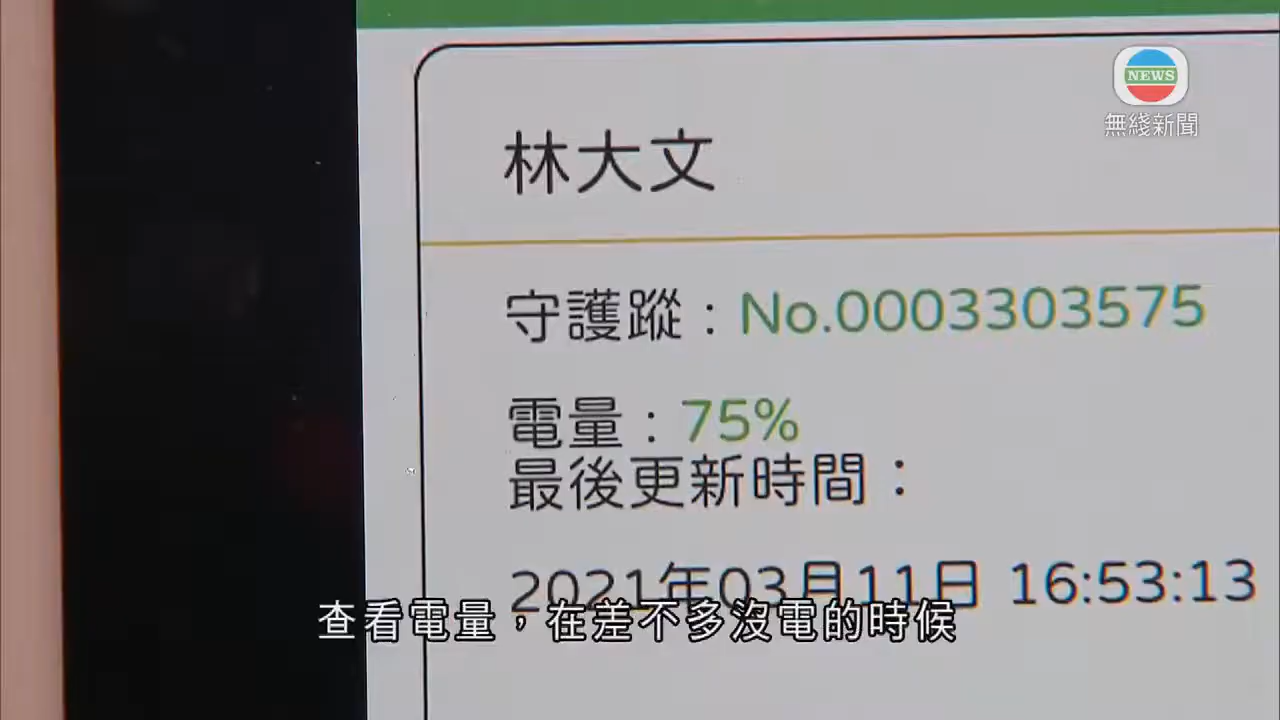 NEWS
無綫新聞
林大文
守護蹤：No.0003303575
電量：75%
最後更新時間：
2021年03月11日 16:53:13
查看電量，在差不多沒電的時候